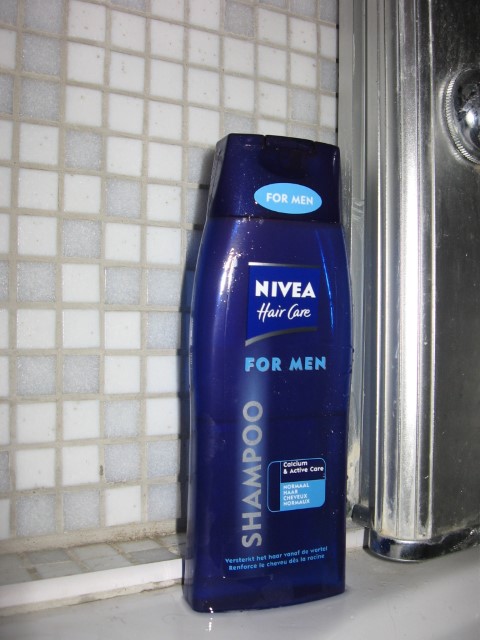 FOR MEN
NIVEA
Hair Care
FOR MEN
SHAMPOO
Calcium
& Active Care
NORMAAL
HAAR
CHEVEUX
NORMAUX
Versterkt het haar vanaf de wortel
Renforce le cheveu dès la racine